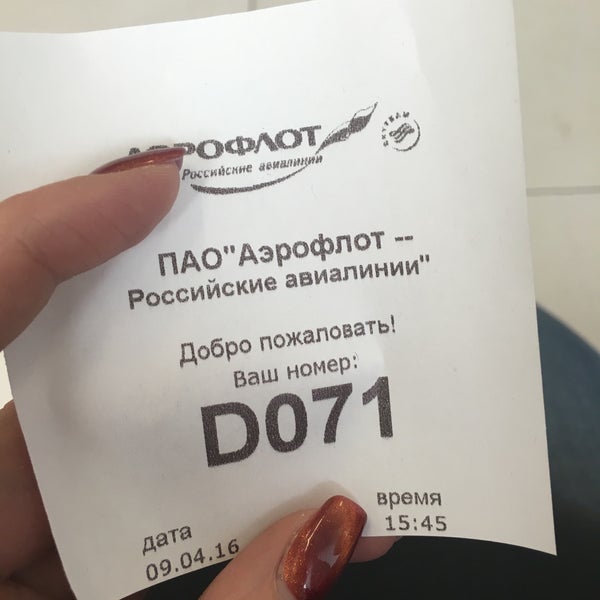 АЭРОФЛОТ
Российские авиалинии
SKYTEAM
ПАО"Аэрофлот --
Российские авиалинии"
Добро пожаловать!
Ваш номер:
D071
дата
09.04.16
время
15:45